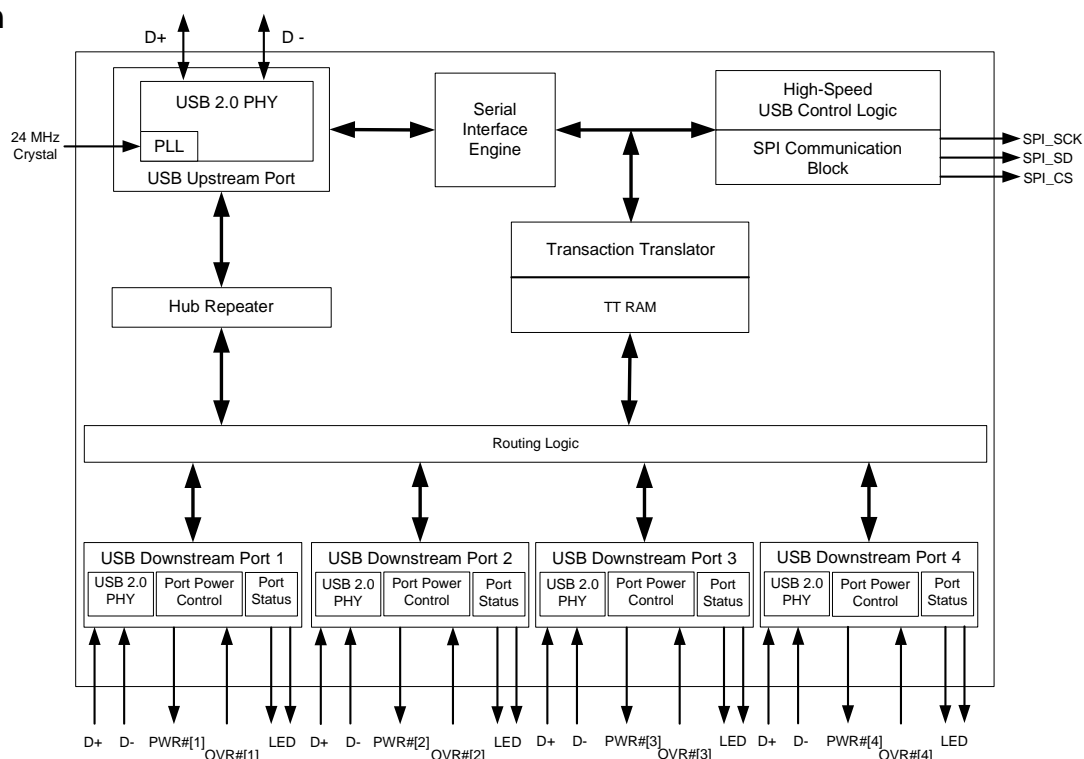 D+
D -
USB 2.0 PHY
PLL
USB Upstream Port
24 MHz
Crystal
Serial
Interface
Engine
High-Speed
USB Control Logic
SPI Communication
Block
SPI_SCK
SPI_SD
SPI_CS
Transaction Translator
TT RAM
Hub Repeater
Routing Logic
USB Downstream Port 1
USB 2.0
PHY
Port Power
Control
Port
Status
USB Downstream Port 2
USB 2.0
PHY
Port Power
Control
Port
Status
USB Downstream Port 3
USB 2.0
PHY
Port Power
Control
Port
Status
USB Downstream Port 4
USB 2.0
PHY
Port Power
Control
Port
Status
D+
D-
PWR#[1]
OVR#[1]
LED
D+
D-
PWR#[2]
OVR#[2]
LED
D+
D-
PWR#[3]
OVR#[3]
LED
D+
D-
PWR#[4]
OVR#[4]
LED